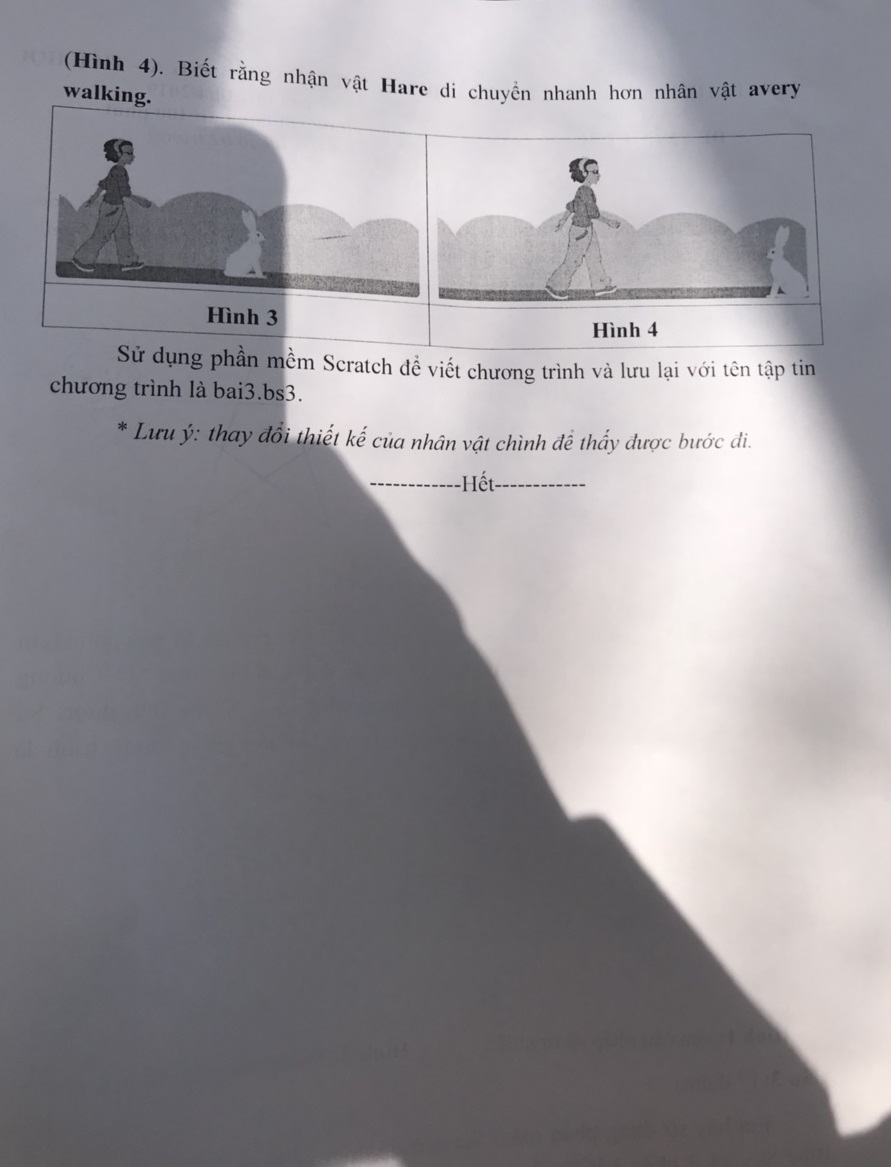 (Hình 4). Biết rằng nhận vật Hare di chuyển nhanh hơn nhân vật avery
walking.
Hình 3
Hình 4
Sử dụng phần mềm Scratch để viết chương trình và lưu lại với tên tập tin
chương trình là bai3.bs3.
* Lưu ý: thay đổi thiết kế của nhân vật chình để thấy được bước đi.
------------Hết------------